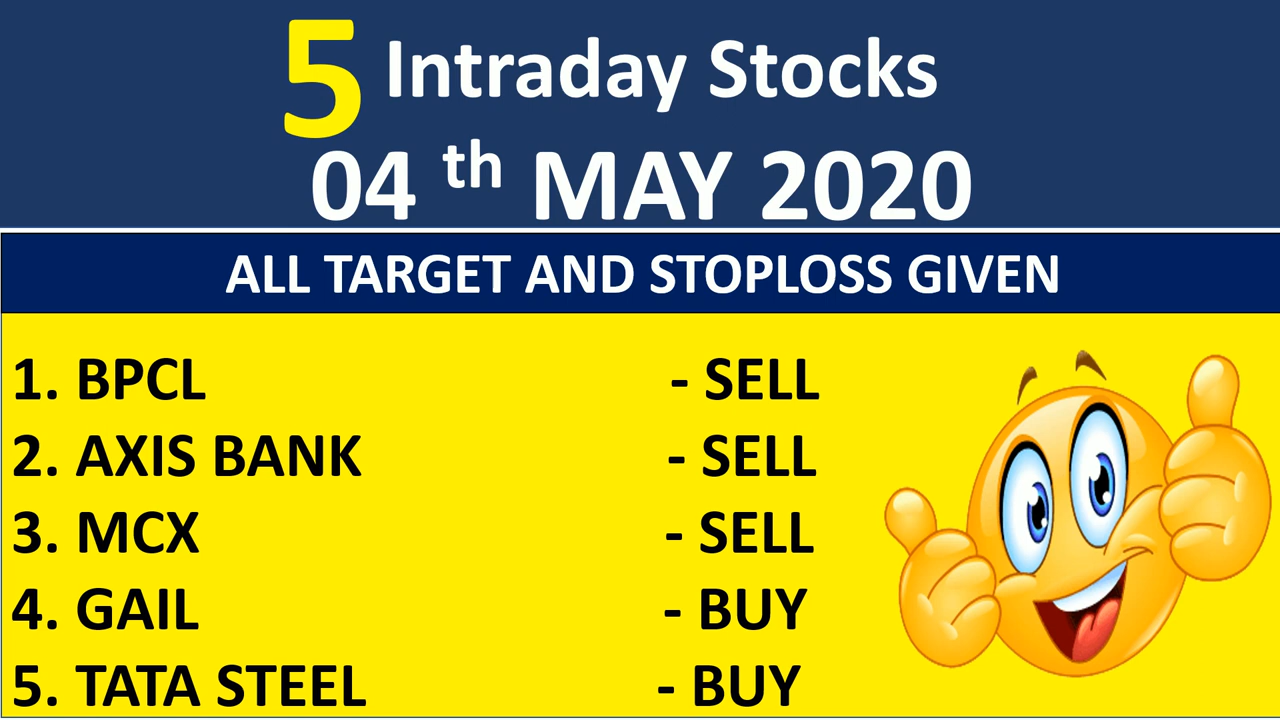 5 Intraday Stocks
04 th MAY 2020
ALL TARGET AND STOPLOSS GIVEN
1. BPCL - SELL
2. AXIS BANK - SELL
3. MCX - SELL
4. GAIL - BUY
5. TATA STEEL - BUY